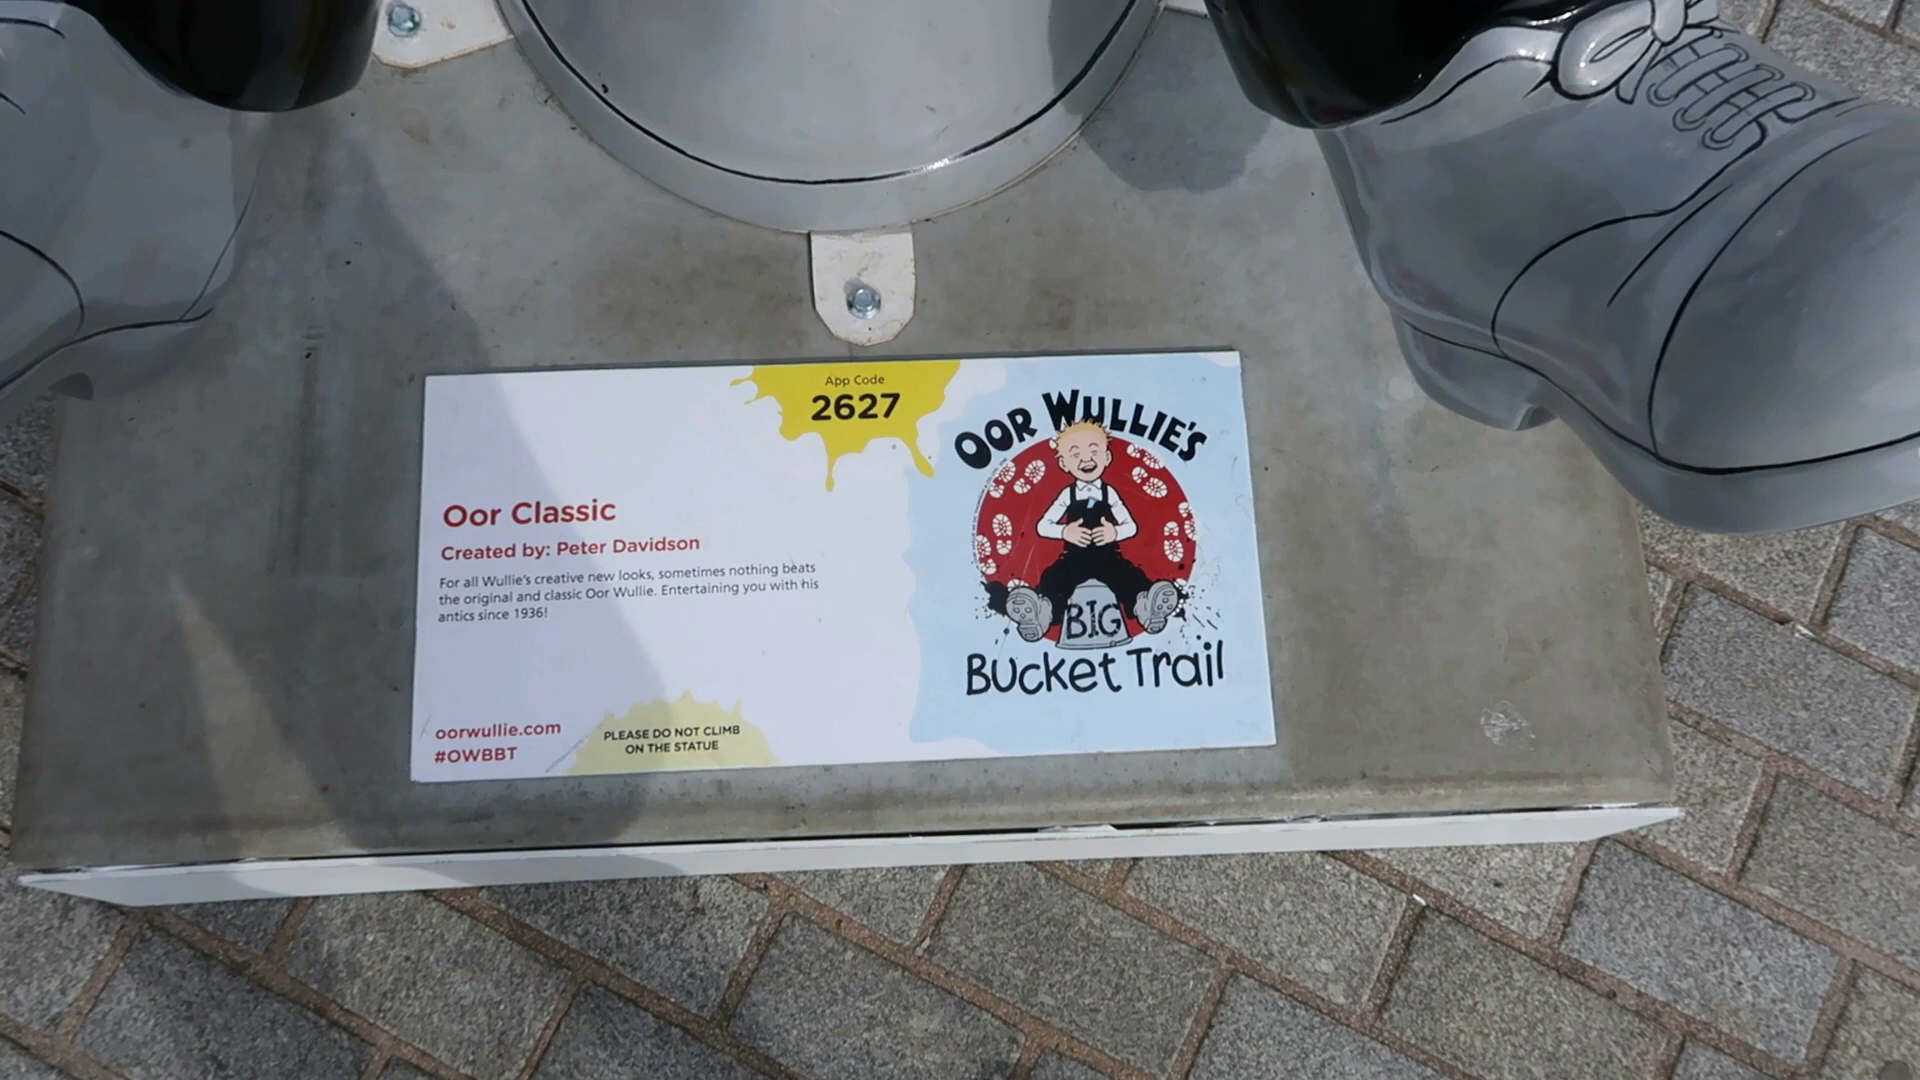 App Code
2627
Oor Classic
Created by: Peter Davidson
For all Wullie's creative new looks, sometimes nothing beats
the original and classic Oor Wullie. Entertaining you with his
antics since 1936!
oorwullie.com
#OWBBT
PLEASE DO NOT CLIMB
ON THE STATUE
OOR WULLIE'S
BIG
Bucket Trail